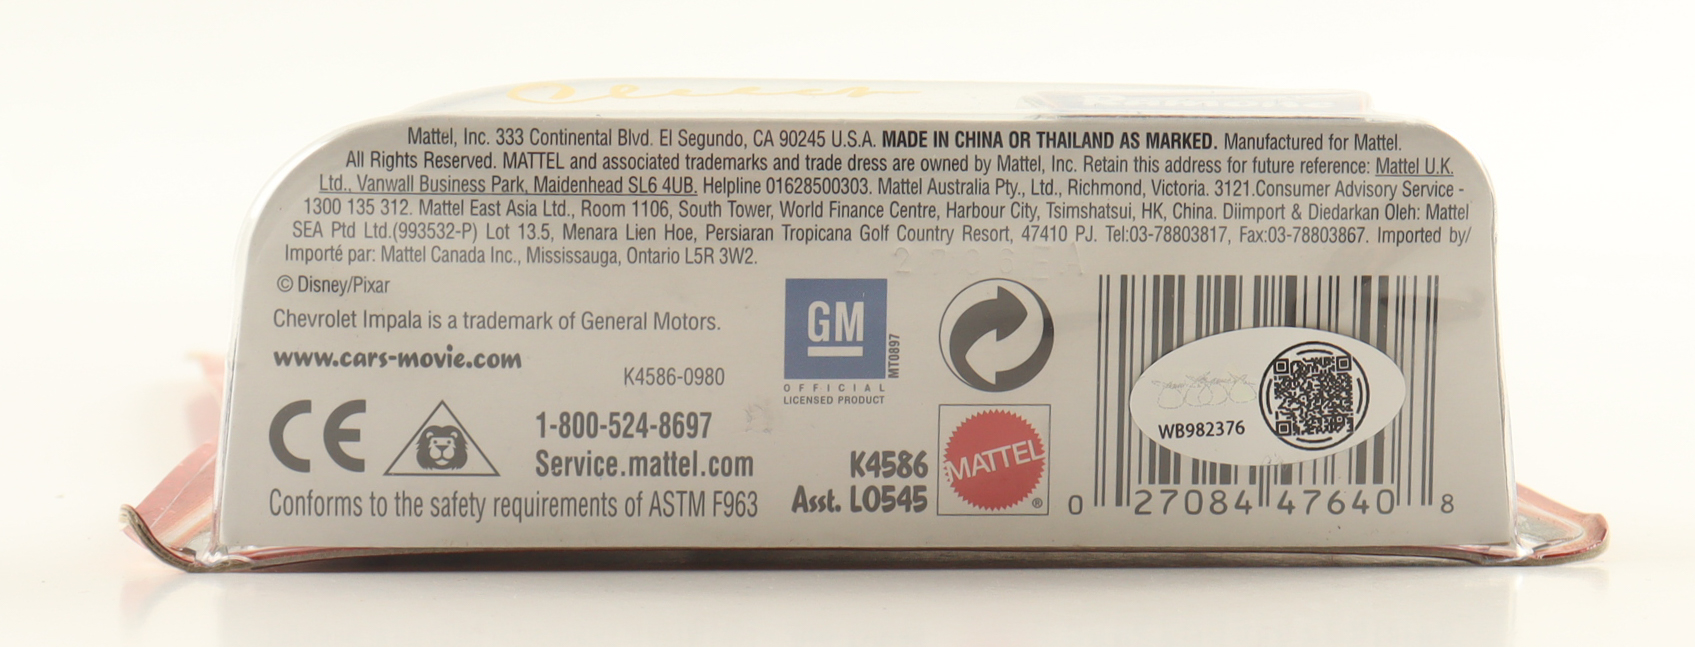 Ramone
Mattel, Inc. 333 Continental Blvd. El Segundo, CA 90245 U.S.A. MADE IN CHINA OR THAILAND AS MARKED. Manufactured for Mattel.
All Rights Reserved. MATTEL and associated trademarks and trade dress are owned by Mattel, Inc. Retain this address for future reference: Mattel U.K.
Ltd., Vanwall Business Park, Maidenhead SL6 4UB. Helpline 01628500303. Mattel Australia Pty., Ltd., Richmond, Victoria. 3121.Consumer Advisory Service -
1300 135 312. Mattel East Asia Ltd., Room 1106, South Tower, World Finance Centre, Harbour City, Tsimshatsui, HK, China. Diimport & Diedarkan Oleh: Mattel
SEA Ptd Ltd.(993532-P) Lot 13.5, Menara Lien Hoe, Persiaran Tropicana Golf Country Resort, 47410 PJ. Tel:03-78803817, Fax:03-78803867. Imported by/
Importé par: Mattel Canada Inc., Mississauga, Ontario L5R 3W2.
© Disney/Pixar
Chevrolet Impala is a trademark of General Motors.
www.cars-movie.com
K4586-0980
CE
1-800-524-8697
Service.mattel.com
Conforms to the safety requirements of ASTM F963
GM
MT0897
OFFICIAL
LICENSED PRODUCT
K4586
Asst. L0545
MATTEL
®
WB982376
0 27084 47640 8